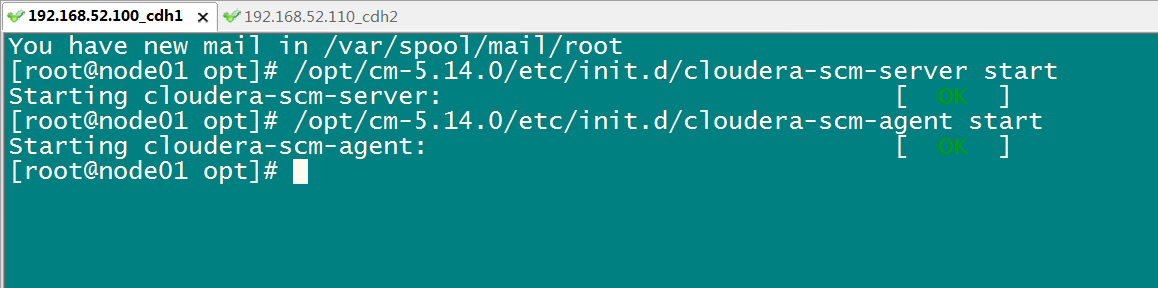 192.168.52.100_cdh1 × 192.168.52.110_cdh2
You have new mail in /var/spool/mail/root
[root@node01 opt]# /opt/cm-5.14.0/etc/init.d/cloudera-scm-server start
Starting cloudera-scm-server:                              [  OK  ]
[root@node01 opt]# /opt/cm-5.14.0/etc/init.d/cloudera-scm-agent start
Starting cloudera-scm-agent:                               [  OK  ]
[root@node01 opt]#